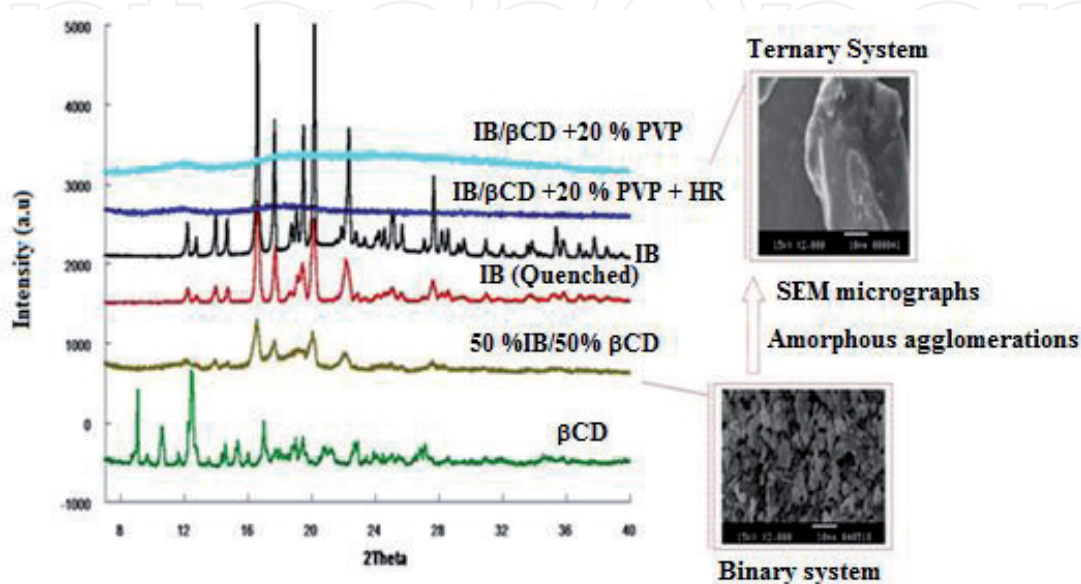 5000
4000
3000
2000
1000
0
-1000
Intensity (a.u)
8 12 16 20 24 28 32 36 40
2Theta
IB/βCD +20 % PVP
IB/βCD +20 % PVP + HR
IB
IB (Quenched)
50 %IB/50% βCD
βCD
Ternary System
SEM micrographs
Amorphous agglomerations
Binary system